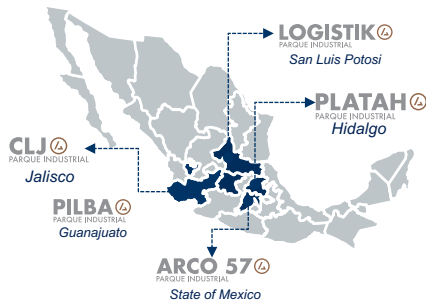 LOGISTIK
PARQUE INDUSTRIAL
San Luis Potosi
PLATAH
PARQUE INDUSTRIAL
Hidalgo
CLJ
PARQUE INDUSTRIAL
Jalisco
PILBA
PARQUE INDUSTRIAL
Guanajuato
ARCO 57
PARQUE INDUSTRIAL
State of Mexico